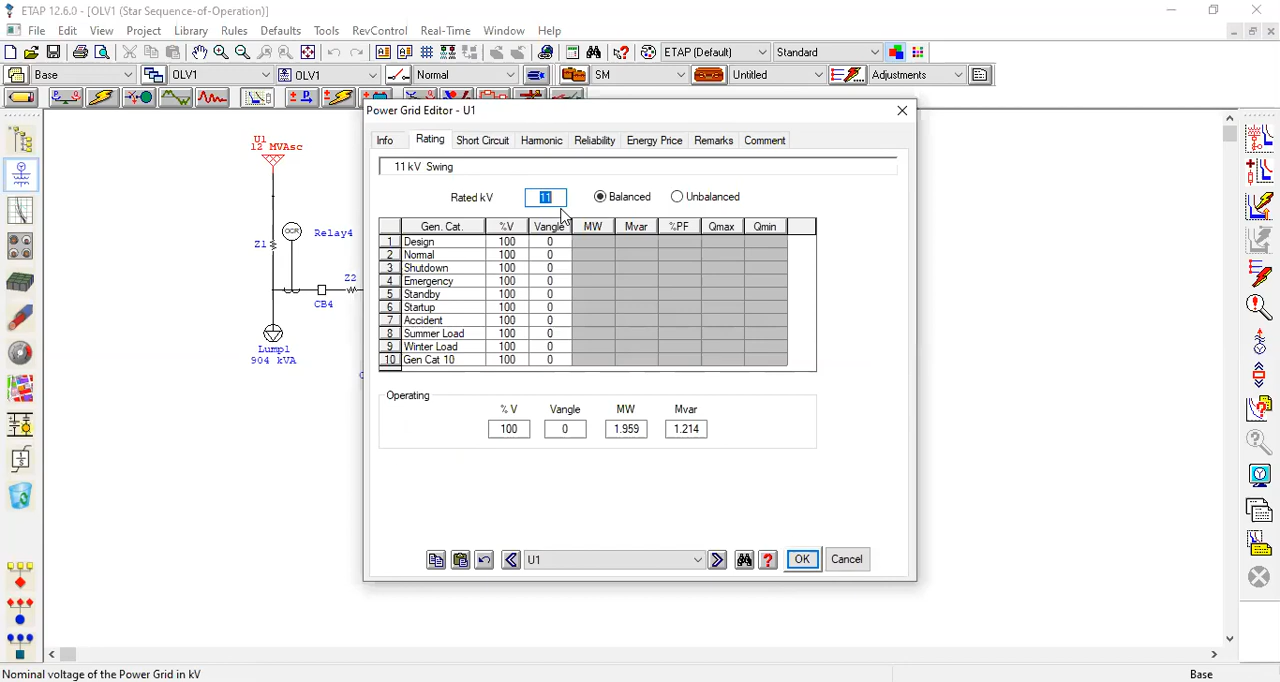 ETAP 12.6.0 - [OLV1 (Star Sequence-of-Operation)]
File Edit View Project Library Rules Defaults Tools RevControl Real-Time Window Help
ETAP (Default) Standard
Base OLV1 OLV1 Normal SM Untitled Adjustments
Power Grid Editor - U1
Info Rating Short Circuit Harmonic Reliability Energy Price Remarks Comment
11 kV Swing
Rated kV 11 Balanced Unbalanced
Gen. Cat. %V Vangle MW Mvar %PF Qmax Qmin
1 Design 100 0
2 Normal 100 0
3 Shutdown 100 0
4 Emergency 100 0
5 Standby 100 0
6 Startup 100 0
7 Accident 100 0
8 Summer Load 100 0
9 Winter Load 100 0
10 Gen Cat 10 100 0
Operating
% V Vangle MW Mvar
100 0 1.959 1.214
U1 OK Cancel
U1
12 MVAsc
OCR Relay4
Z1
Z2
CB4
Lump1
904 kVA
Nominal voltage of the Power Grid in kV Base